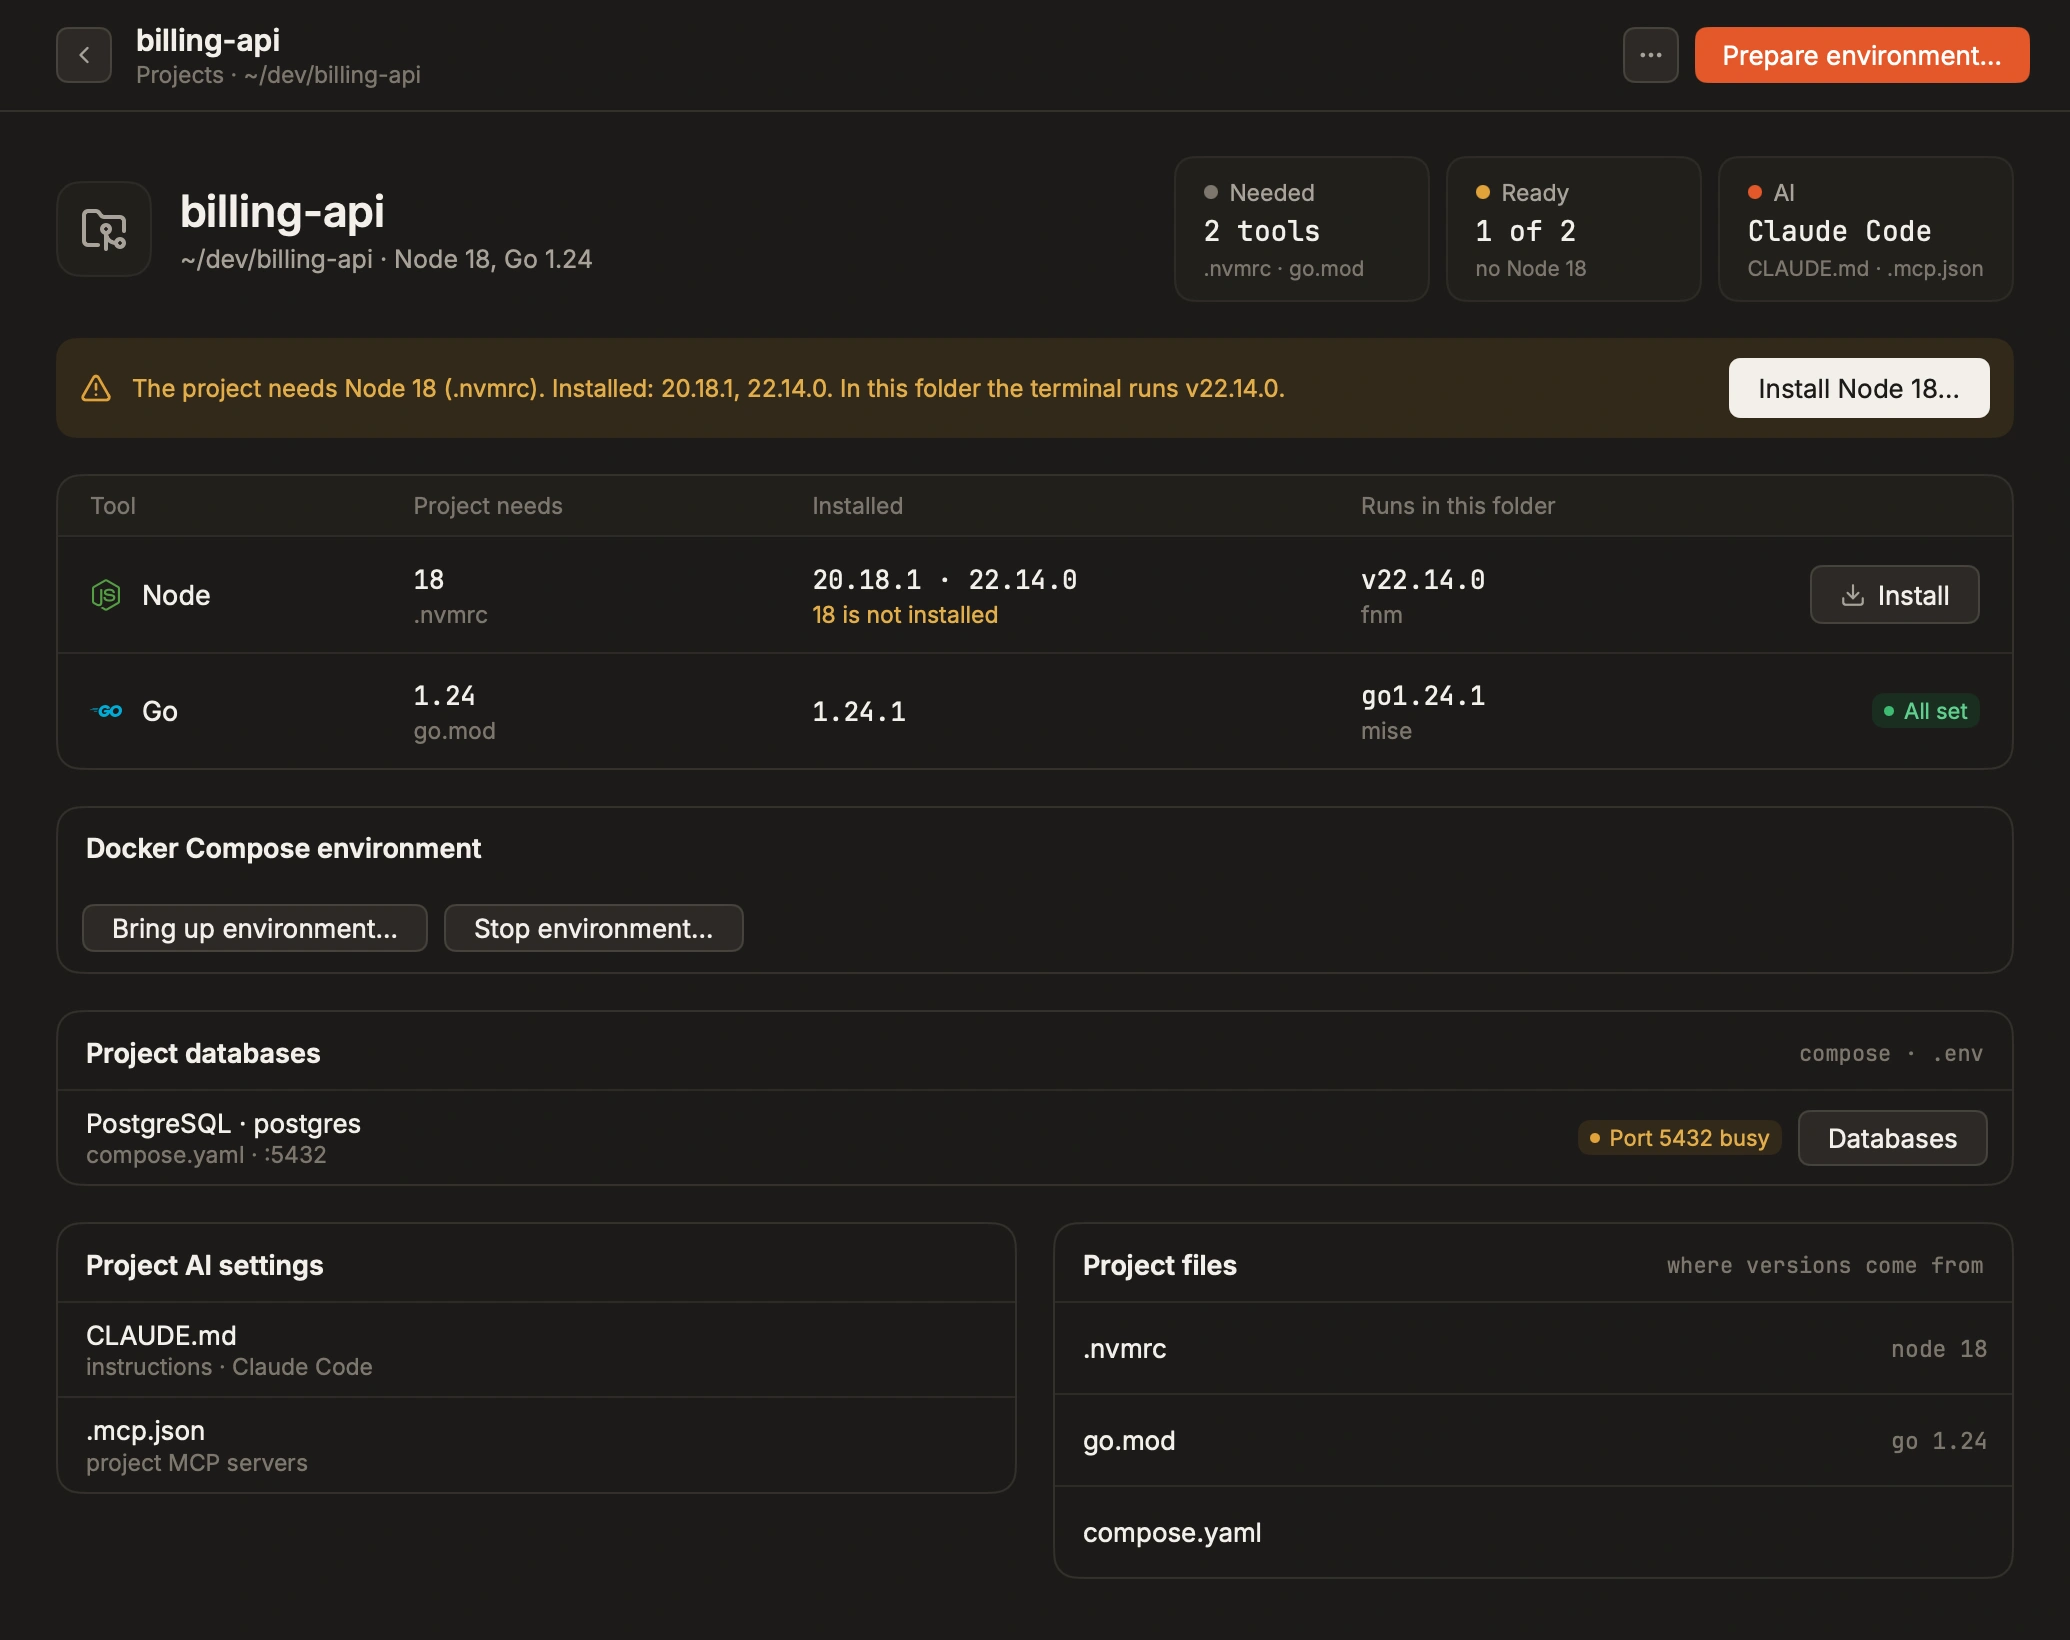 billing-api
Projects · ~/dev/billing-api
Prepare environment...
billing-api
~/dev/billing-api · Node 18, Go 1.24
Needed
2 tools
.nvmrc · go.mod
Ready
1 of 2
no Node 18
AI
Claude Code
CLAUDE.md · .mcp.json
The project needs Node 18 (.nvmrc). Installed: 20.18.1, 22.14.0. In this folder the terminal runs v22.14.0.
Install Node 18...
Tool Project needs Installed Runs in this folder
Node
18
.nvmrc
20.18.1 · 22.14.0
18 is not installed
v22.14.0
fnm
Install
Go
1.24
go.mod
1.24.1
go1.24.1
mise
All set
Docker Compose environment
Bring up environment...
Stop environment...
Project databases
compose · .env
PostgreSQL · postgres
compose.yaml · :5432
Port 5432 busy
Databases
Project AI settings
CLAUDE.md
instructions · Claude Code
.mcp.json
project MCP servers
Project files
where versions come from
.nvmrc
node 18
go.mod
go 1.24
compose.yaml